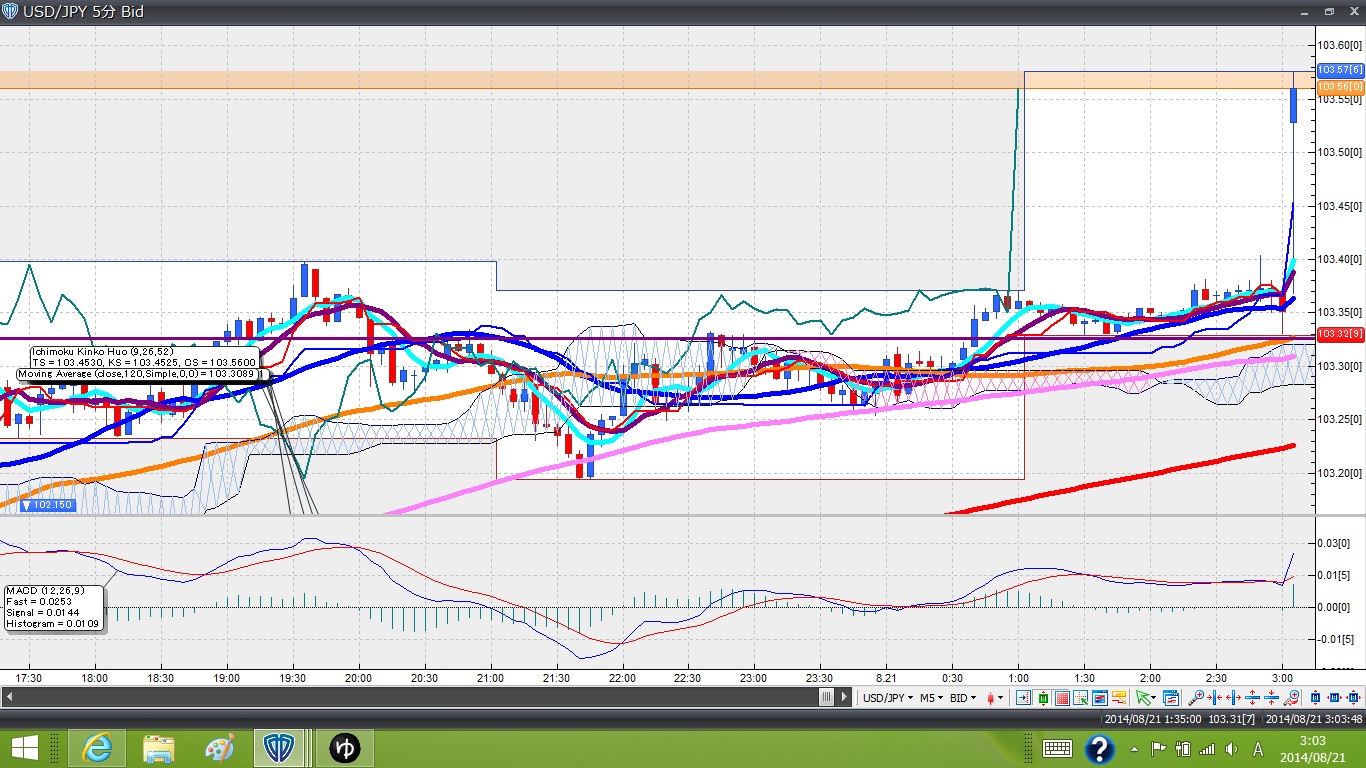 USD/JPY 5分 Bid
103.60[0]
103.57[6]
103.56[0]
103.55[0]
103.50[0]
103.45[0]
103.40[0]
103.35[0]
103.32[9]
103.30[0]
103.25[0]
103.20[0]
Ichimoku Kinko Huo (9,26,52)
TS = 103.4530, KS = 103.4525, CS = 103.5600
Moving Average (close,120,Simple,0,0) = 103.3089
▼ 102.150
0.03[0]
0.01[5]
0.00[0]
-0.01[5]
MACD (12,26,9)
Fast = 0.0253
Signal = 0.0144
Histogram = 0.0109
17:30 18:00 18:30 19:00 19:30 20:00 20:30 21:00 21:30 22:00 22:30 23:00 23:30 8.21 0:30 1:00 1:30 2:00 2:30 3:00
USD/JPY M5 BID
2014/08/21 1:35:00 103.31[7] 2014/08/21 3:03:48
ゆ
? A
3:03
2014/08/21